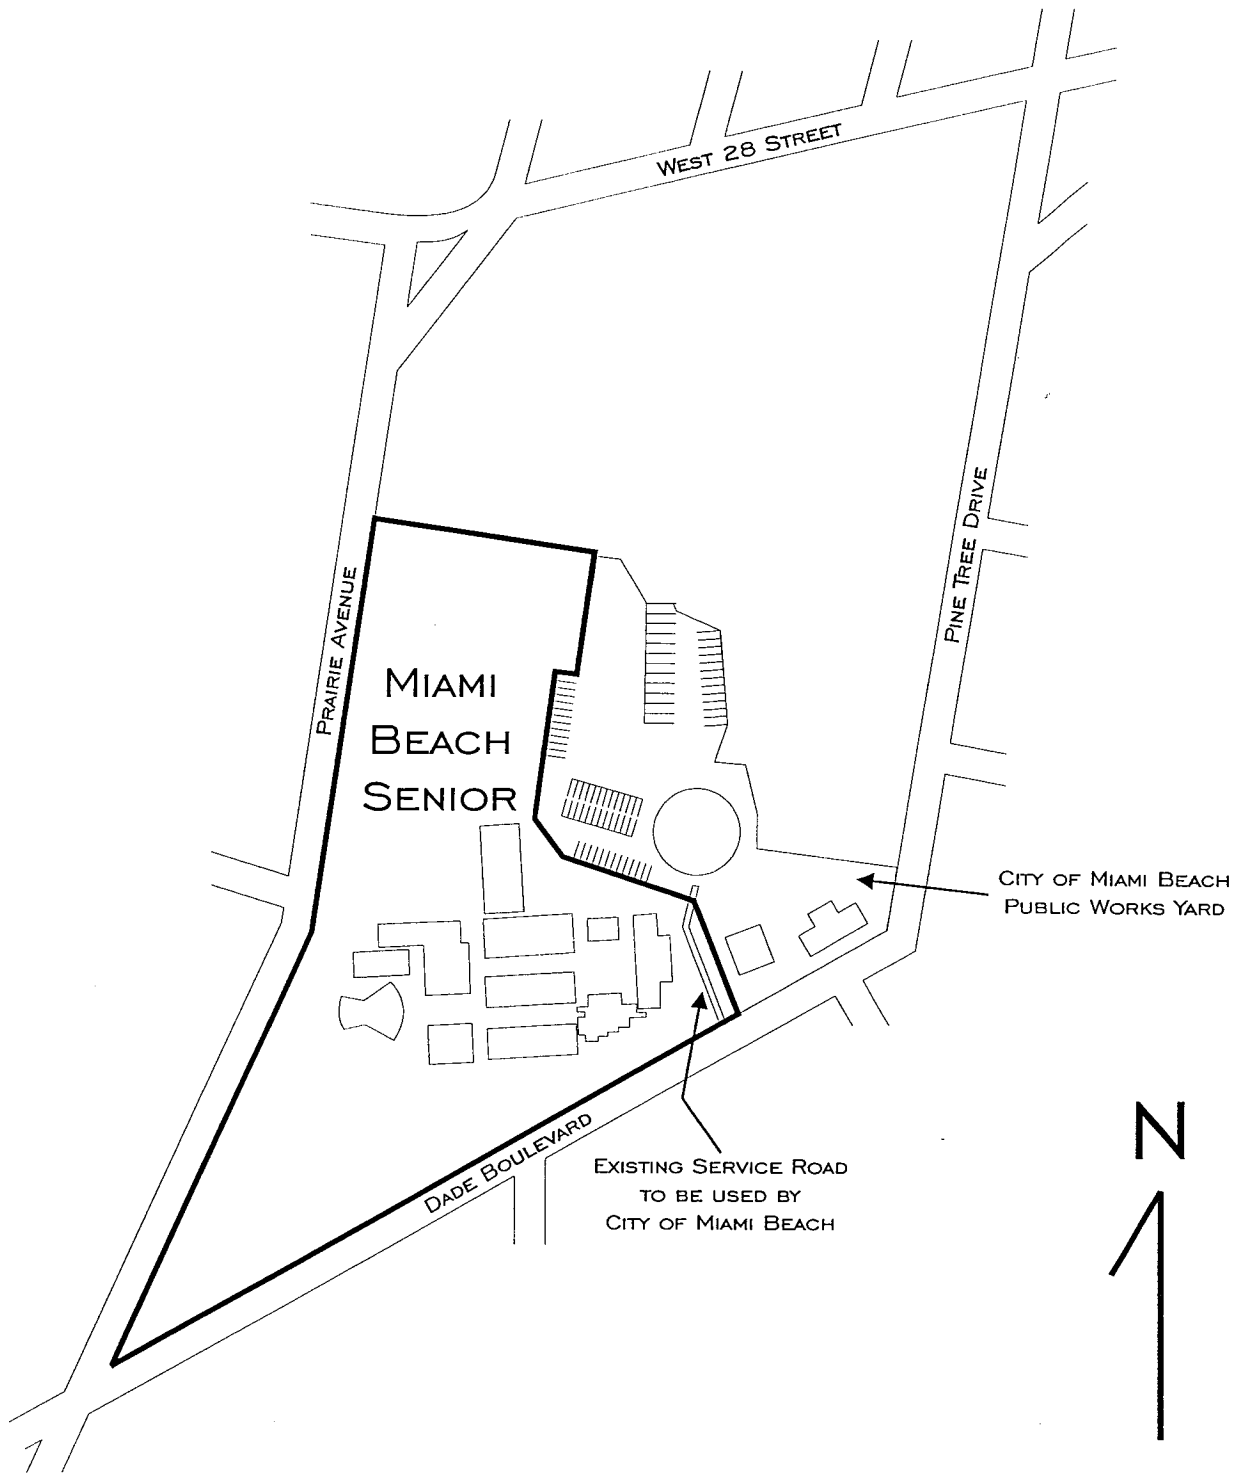 WEST 28 STREET
PINE TREE DRIVE
PRAIRIE AVENUE
MIAMI
BEACH
SENIOR
CITY OF MIAMI BEACH
PUBLIC WORKS YARD
DADE BOULEVARD
EXISTING SERVICE ROAD
TO BE USED BY
CITY OF MIAMI BEACH
N